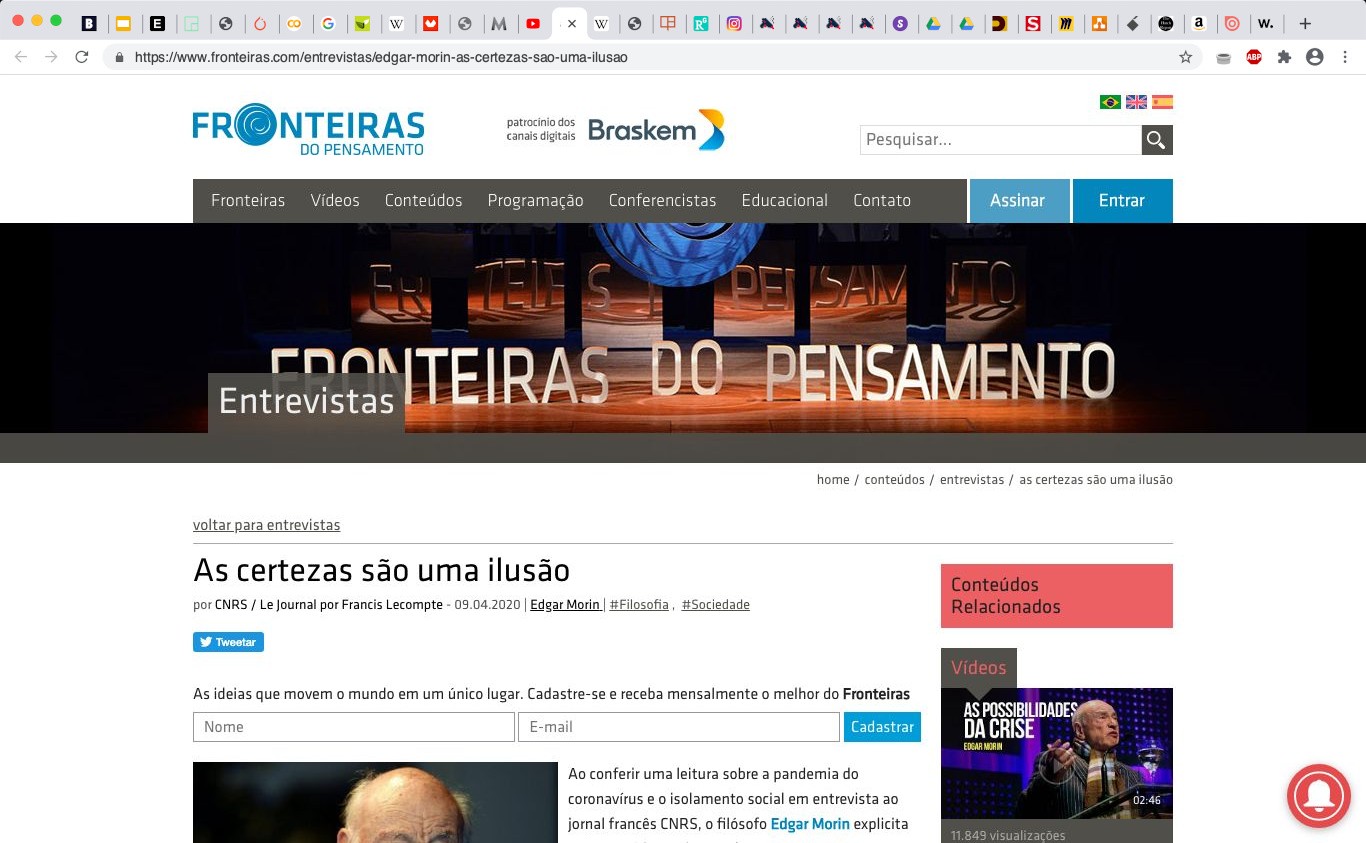 https://www.fronteiras.com/entrevistas/edgar-morin-as-certezas-sao-uma-ilusao
ABP
FRONTEIRAS
DO PENSAMENTO
patrocínio dos
canais digitais
Braskem
Pesquisar...
Fronteiras Vídeos Conteúdos Programação Conferencistas Educacional Contato Assinar Entrar
FRONTEIRAS DO PENSAMENTO
Entrevistas
home / conteúdos / entrevistas / as certezas são uma ilusão
voltar para entrevistas
As certezas são uma ilusão
por CNRS / Le Journal por Francis Lecompte - 09.04.2020 | Edgar Morin | #Filosofia , #Sociedade
Tweetar
As ideias que movem o mundo em um único lugar. Cadastre-se e receba mensalmente o melhor do Fronteiras
Nome E-mail Cadastrar
Ao conferir uma leitura sobre a pandemia do
coronavírus e o isolamento social em entrevista ao
jornal francês CNRS, o filósofo Edgar Morin explicita
Conteúdos
Relacionados
Vídeos
AS POSSIBILIDADES
DA CRISE
EDGAR MORIN
02:46
11.849 visualizações